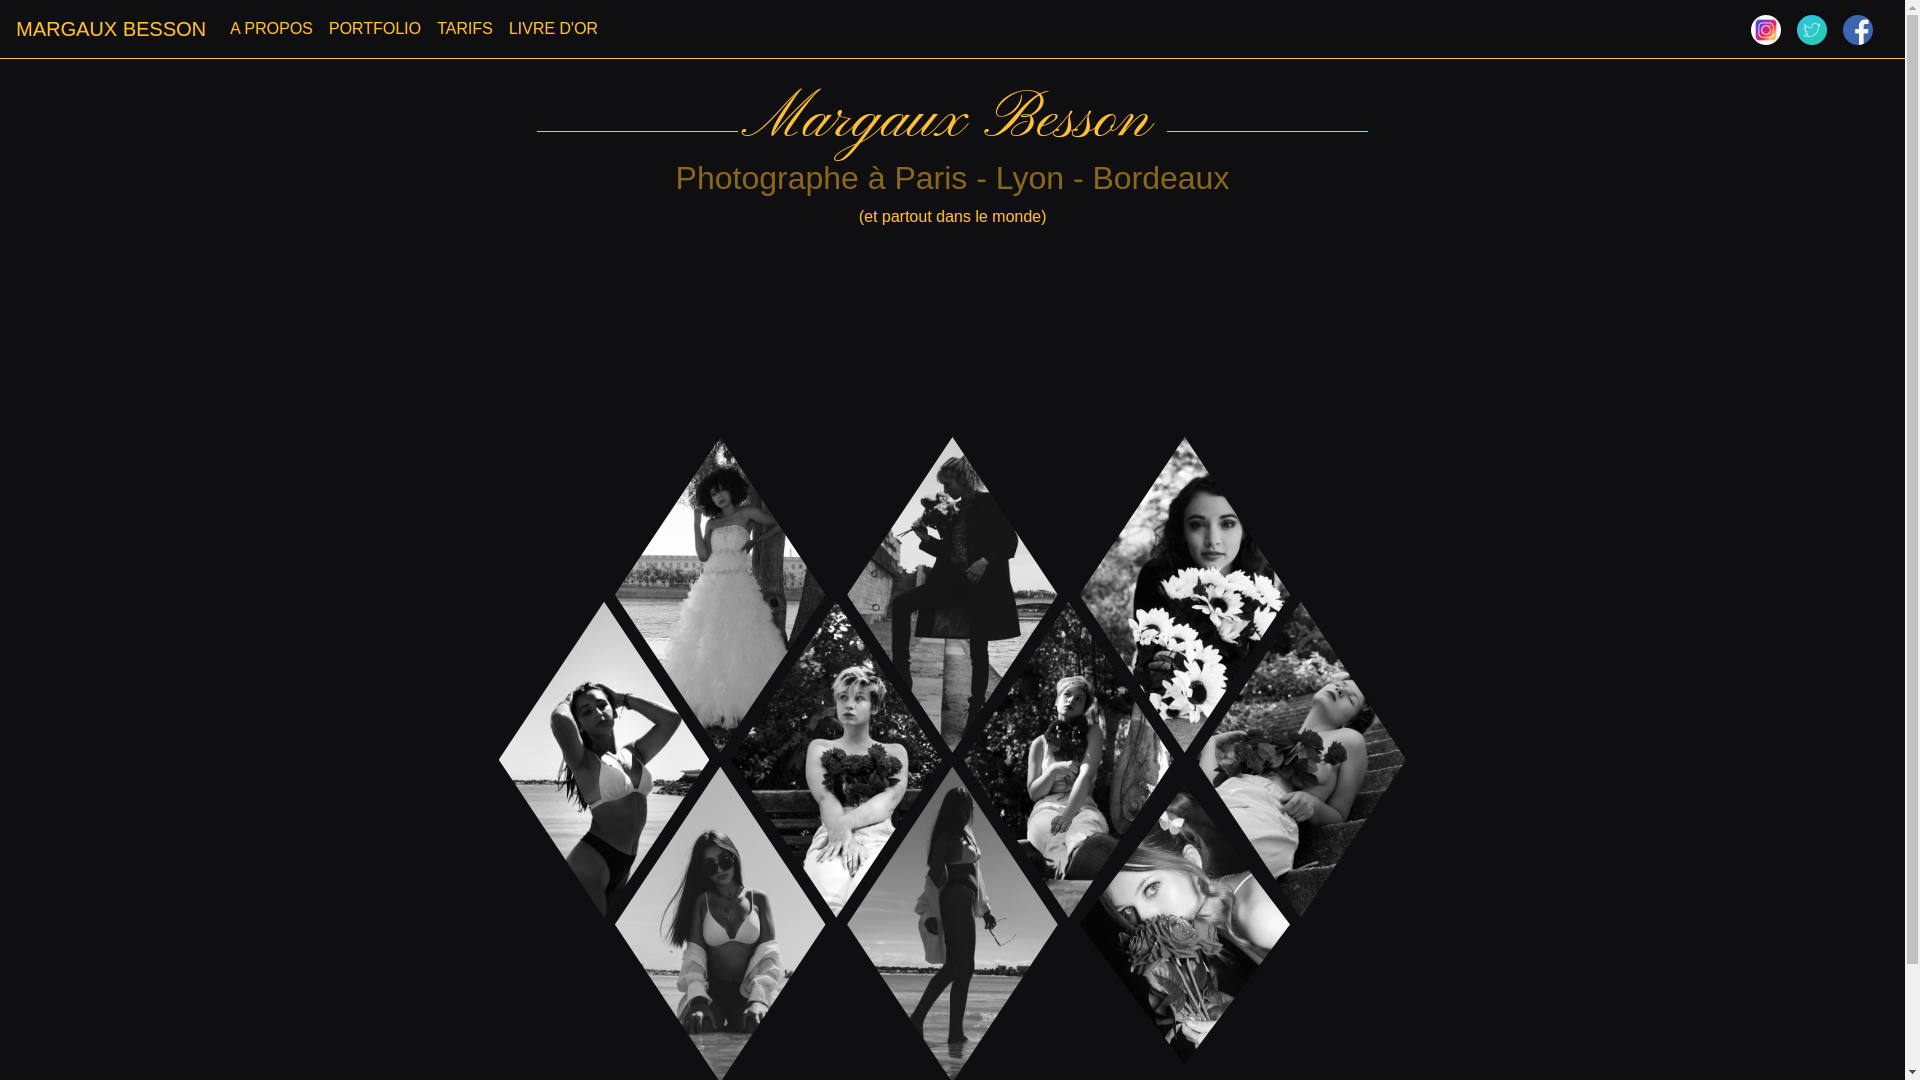 MARGAUX BESSON A PROPOS PORTFOLIO TARIFS LIVRE D'OR
Margaux Besson
Photographe à Paris - Lyon - Bordeaux
(et partout dans le monde)